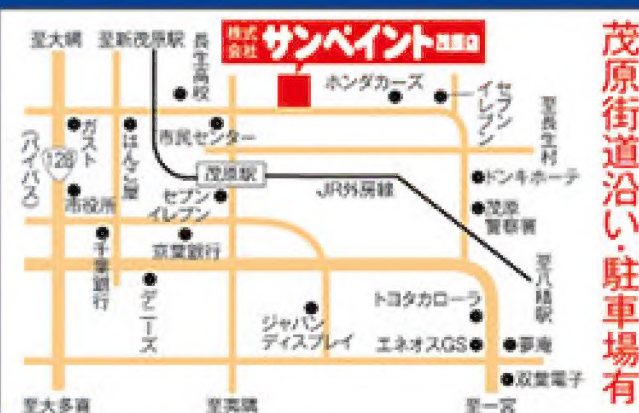 株式会社 サンペイント 茂原店
至大網
至新茂原駅
長生高校
ホンダカーズ
セブンイレブン
至長生村
ガスト
はんこ屋
市民センター
128
(バイパス)
茂原駅
JR外房線
ドンキホーテ
市役所
セブン
イレブン
茂原
警察署
千葉銀行
京葉銀行
デニーズ
ジャパン
ディスプレイ
トヨタカローラ
至八積駅
エネオスGS
夢庵
双葉電子
至大多喜
至夷隅
至一宮
茂原街道沿い・駐車場有